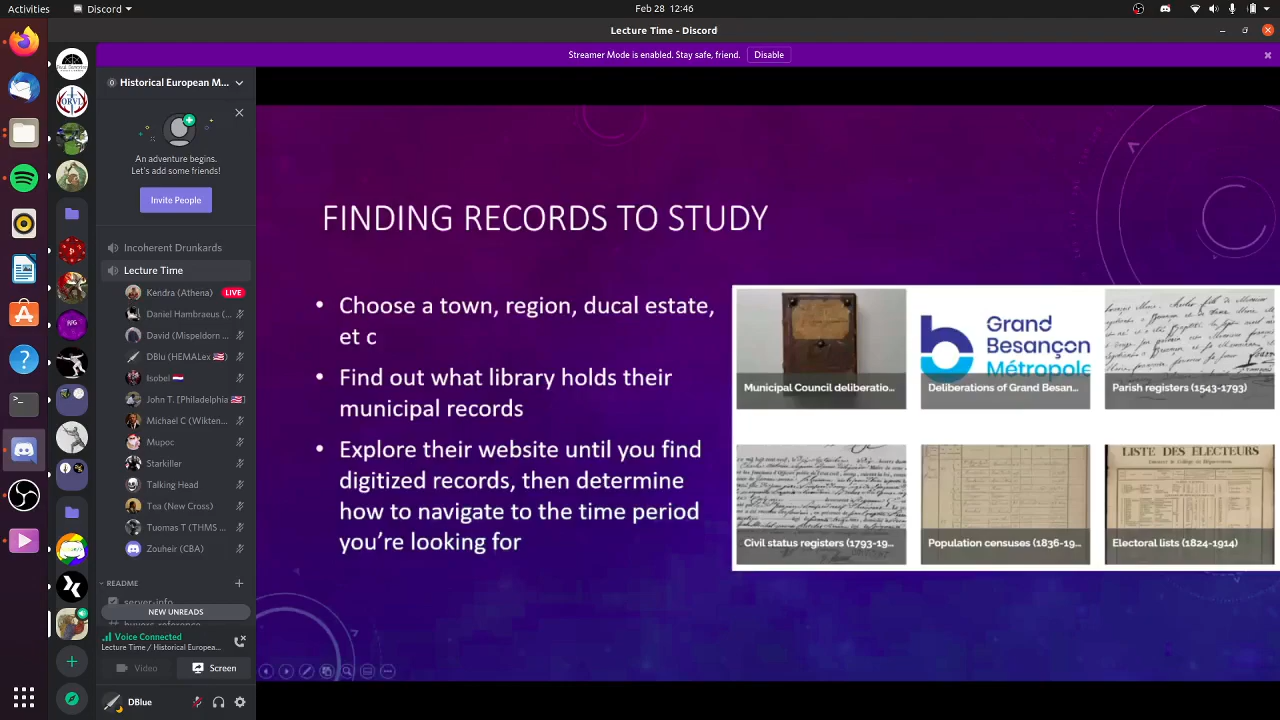 Activities
Discord
Feb 28 12:46
Lecture Time - Discord
Streamer Mode is enabled. Stay safe, friend.
Disable
Historical European M...
An adventure begins.
Let's add some friends!
Invite People
Incoherent Drunkards
Lecture Time
Kendra (Athena) LIVE
Daniel Hambraeus (...
David (Mispeldorn ...
DBlu (HEMALex
Isobel
John T. [Philadelphia
Michael C (Wikten...
Mupoc
Starkiller
Talking Head
Tea (New Cross)
Tuomas T (THMS ...
Zouheir (CBA)
README
server-info
NEW UNREADS
buyers-reference
Voice Connected
Lecture Time / Historical Europea...
Video
Screen
DBlue
FINDING RECORDS TO STUDY
• Choose a town, region, ducal estate,
et c
• Find out what library holds their
municipal records
• Explore their website until you find
digitized records, then determine
how to navigate to the time period
you're looking for
Municipal Council deliberatio...
Grand
Besançon
Métropole
Deliberations of Grand Besan...
Parish registers (1543-1793)
Civil status registers (1793-19...
Population censuses (1836-19...
LISTE DES ELECTEURS
Electoral lists (1824-1914)